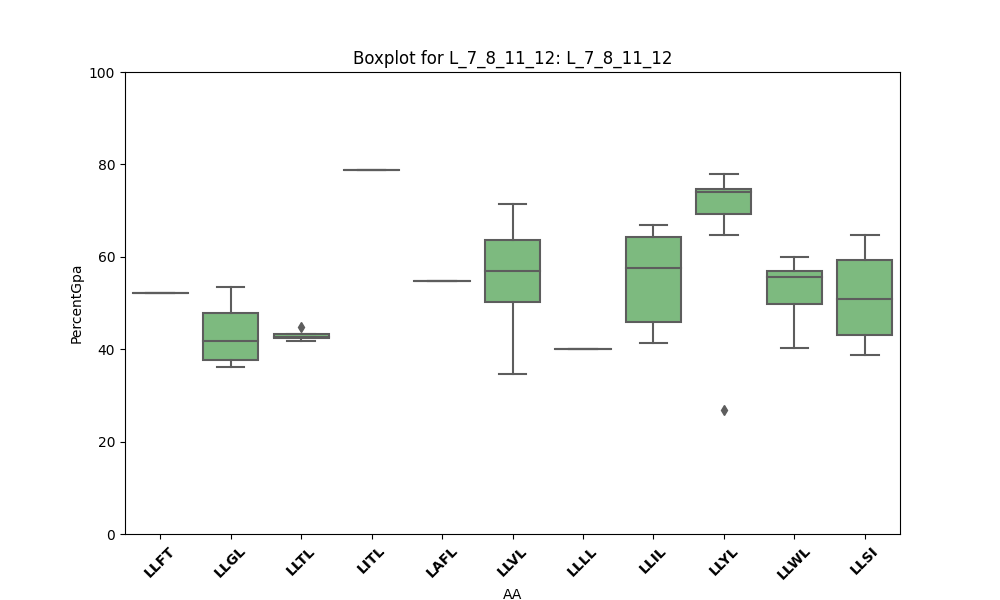 Boxplot for L_7_8_11_12: L_7_8_11_12
100
80
60
40
20
0
PercentGpa
LLFT
LLGL
LLTL
LITL
LAFL
LLVL
LLLL
LLIL
LLYL
LLWL
LLSI
AA